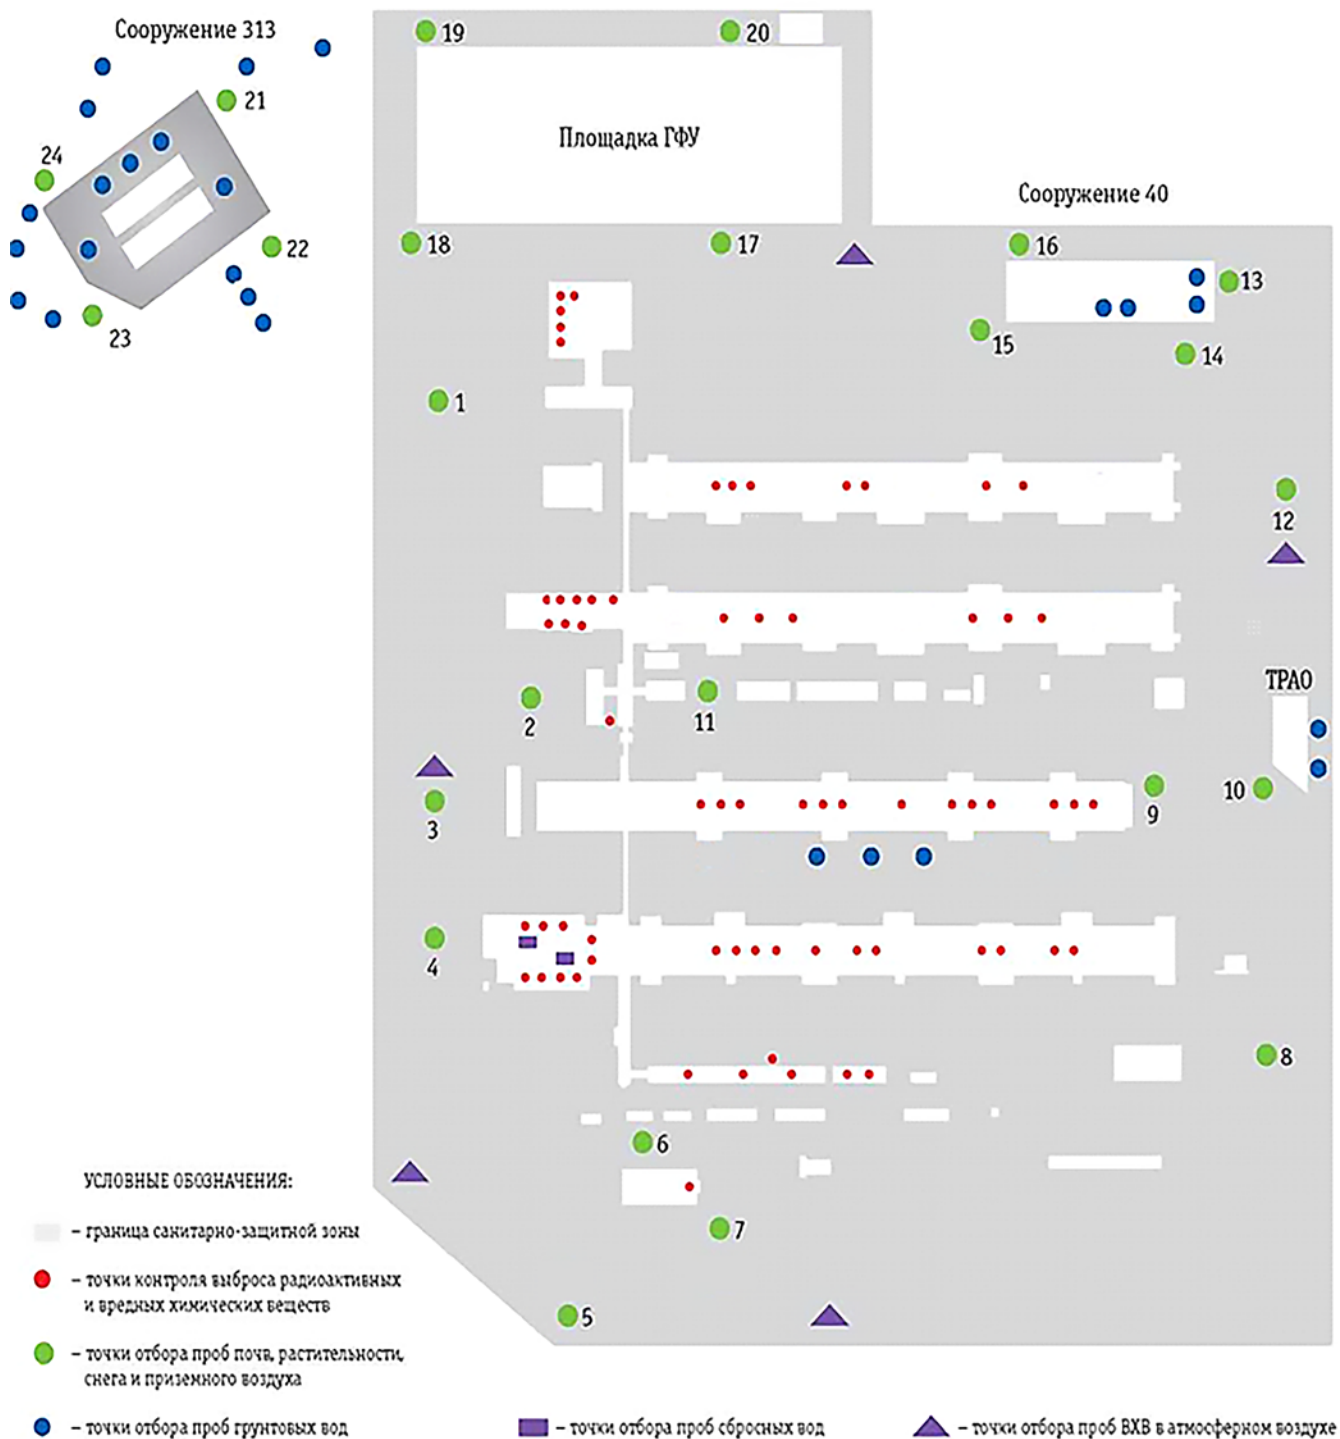 Сооружение 313
19
20
21
Площадка ГФУ
24
Сооружение 40
18
17
16
22
13
23
15
14
1
12
ТРАО
2
11
10
3
9
4
8
6
УСЛОВНЫЕ ОБОЗНАЧЕНИЯ:
– граница санитарно-защитной зоны
7
– точки контроля выброса радиоактивных
и вредных химических веществ
5
– точки отбора проб почв, растительности,
снега и приземного воздуха
– точки отбора проб грунтовых вод
– точки отбора проб сбросных вод
– точки отбора проб ВХВ в атмосферном воздухе